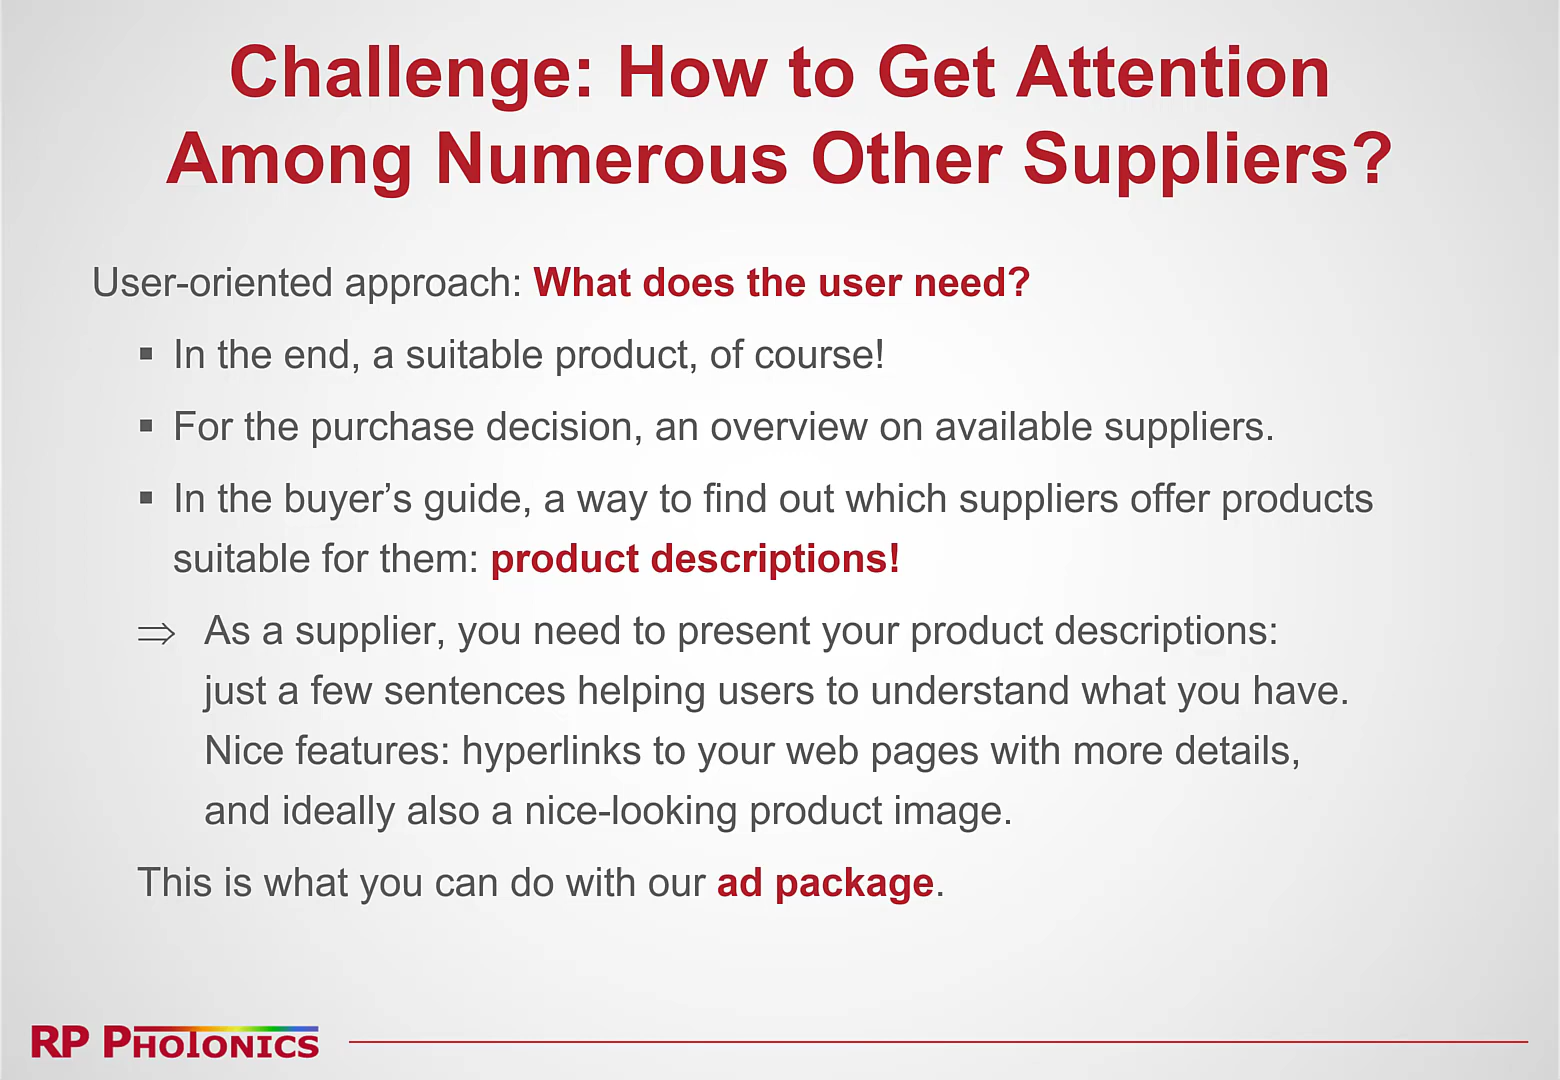 Challenge: How to Get Attention
Among Numerous Other Suppliers?
User-oriented approach: What does the user need?
▪ In the end, a suitable product, of course!
▪ For the purchase decision, an overview on available suppliers.
▪ In the buyer’s guide, a way to find out which suppliers offer products
suitable for them: product descriptions!
⇒ As a supplier, you need to present your product descriptions:
just a few sentences helping users to understand what you have.
Nice features: hyperlinks to your web pages with more details,
and ideally also a nice-looking product image.
This is what you can do with our ad package.
RP PHOTONICS